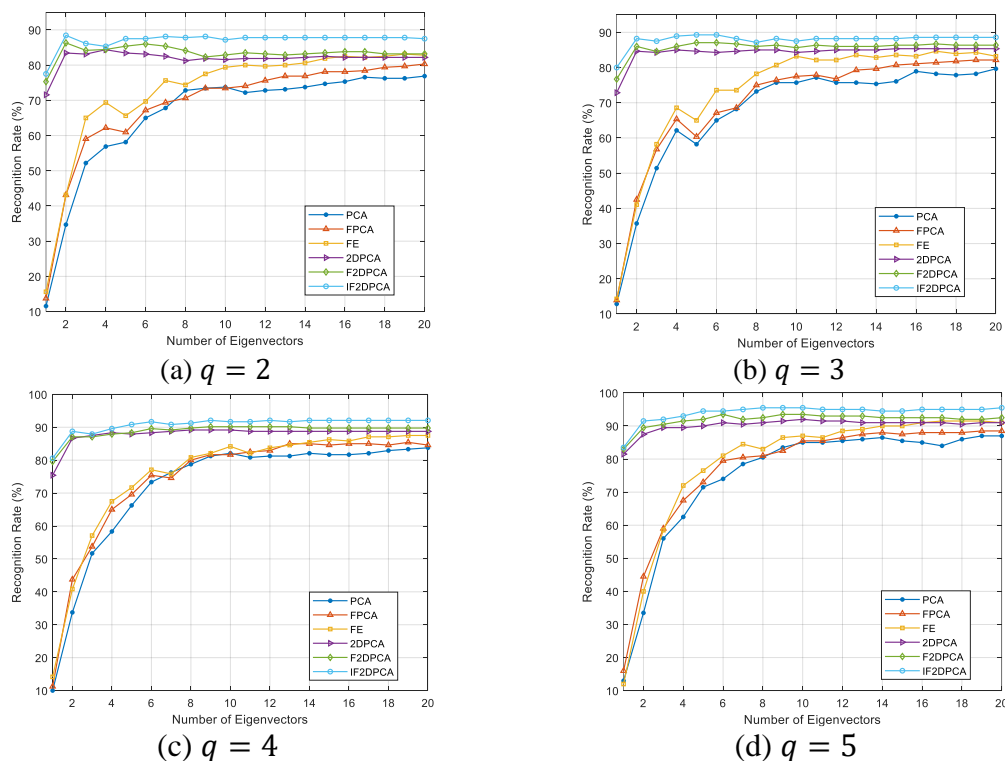 90
80
70
60
50
40
30
20
10
Recognition Rate (%)
PCA
FPCA
FE
2DPCA
F2DPCA
IF2DPCA
2 4 6 8 10 12 14 16 18 20
Number of Eigenvectors
(a) q = 2
90
80
70
60
50
40
30
20
10
Recognition Rate (%)
PCA
FPCA
FE
2DPCA
F2DPCA
IF2DPCA
2 4 6 8 10 12 14 16 18 20
Number of Eigenvectors
(b) q = 3
100
90
80
70
60
50
40
30
20
10
Recognition Rate (%)
PCA
FPCA
FE
2DPCA
F2DPCA
IF2DPCA
2 4 6 8 10 12 14 16 18 20
Number of Eigenvectors
(c) q = 4
100
90
80
70
60
50
40
30
20
10
Recognition Rate (%)
PCA
FPCA
FE
2DPCA
F2DPCA
IF2DPCA
2 4 6 8 10 12 14 16 18 20
Number of Eigenvectors
(d) q = 5